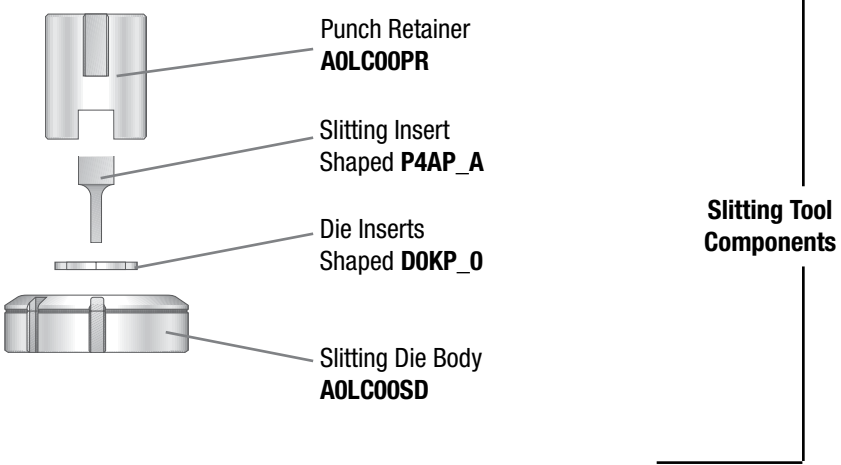 Punch Retainer
A0LC00PR
Slitting Insert
Shaped P4AP_A
Die Inserts
Shaped D0KP_0
Slitting Die Body
A0LC00SD
Slitting Tool
Components